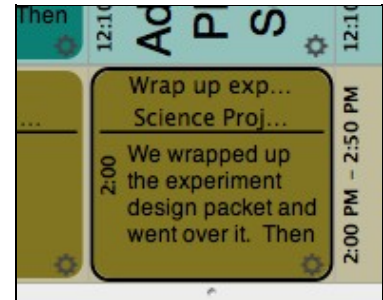 Then
12:10
Ad
Pl
S
12:10
...
Wrap up exp...
Science Proj...
2:00
We wrapped up
the experiment
design packet and
went over it. Then
2:00 PM - 2:50 PM